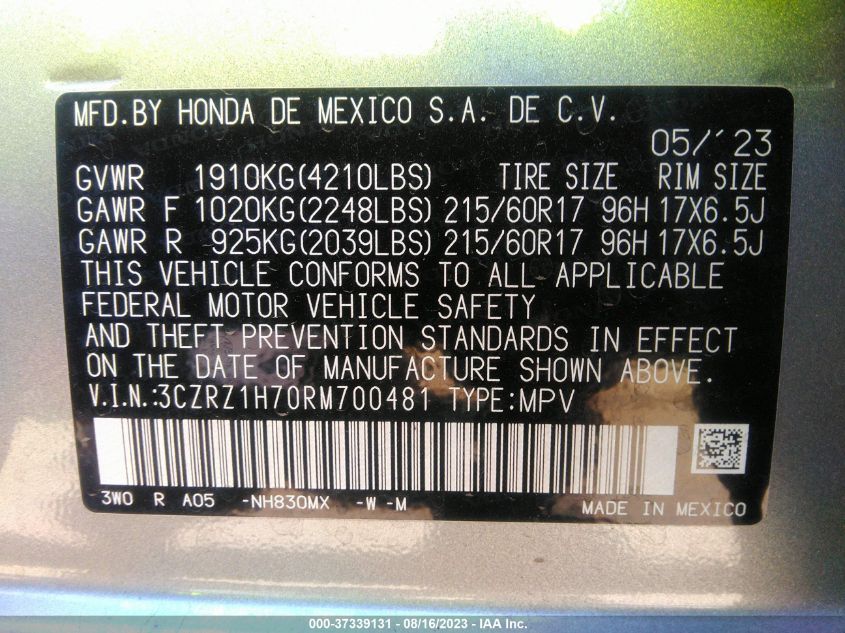 MFD.BY HONDA DE MEXICO S.A. DE C.V.
05/'23
GVWR 1910KG(4210LBS) TIRE SIZE RIM SIZE
GAWR F 1020KG(2248LBS) 215/60R17 96H 17X6.5J
GAWR R 925KG(2039LBS) 215/60R17 96H 17X6.5J
THIS VEHICLE CONFORMS TO ALL APPLICABLE
FEDERAL MOTOR VEHICLE SAFETY
AND THEFT PREVENTION STANDARDS IN EFFECT
ON THE DATE OF MANUFACTURE SHOWN ABOVE.
V.I.N.:3CZRZ1H70RM700481 TYPE:MPV
3W0 R A05 -NH830MX -W -M MADE IN MEXICO
000-37339131 - 08/16/2023 - IAA Inc.